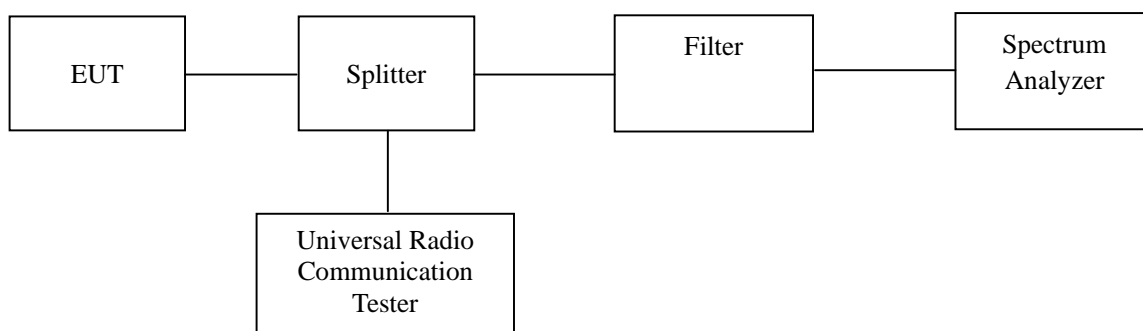 EUT
Splitter
Filter
Spectrum
Analyzer
Universal Radio
Communication
Tester